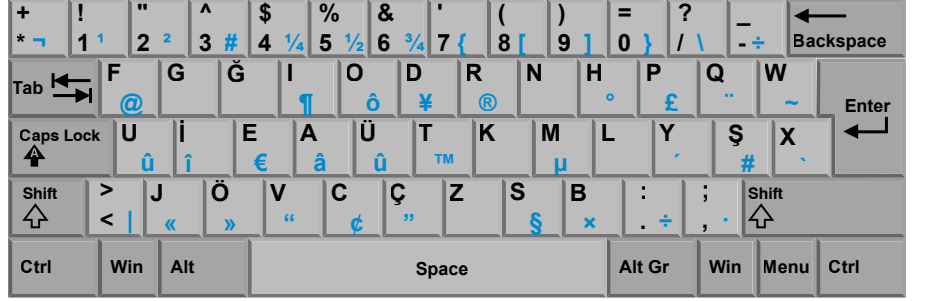 + ! " ^ $ % & ' ( ) = ? _
* ¬ 1 ¹ 2 ² 3 # 4 ¼ 5 ½ 6 ¾ 7 { 8 [ 9 ] 0 } / \ - ÷ Backspace
Tab F G Ğ I O D R N H P Q W
@ ¶ ô ¥ ® ° £ ¨ ~ Enter
Caps Lock U İ E A Ü T K M L Y Ş X
A û î € â û ™ µ ´ # `
Shift > J Ö V C Ç Z S B : ; Shift
< | « » “ ¢ ” § × . ÷ , ·
Ctrl Win Alt Space Alt Gr Win Menu Ctrl